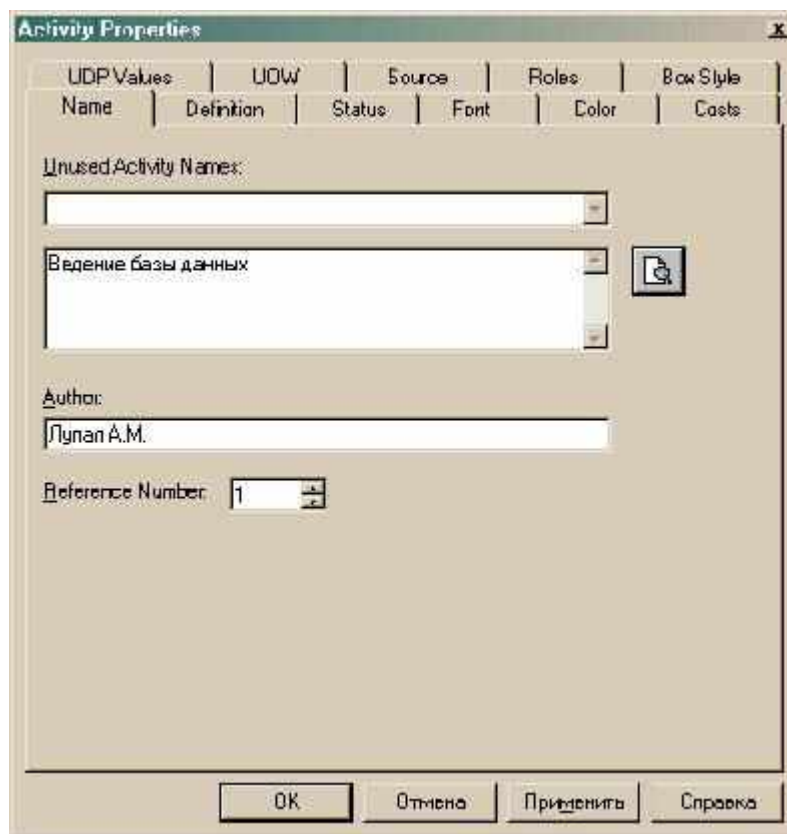 Activity Properties
UDP Values UOW Source Roles Box Style
Name Definition Status Font Color Costs
Unused Activity Names:
Ведение базы данных
Author:
Лупал А.М.
Reference Number: 1
OK Отмена Применить Справка